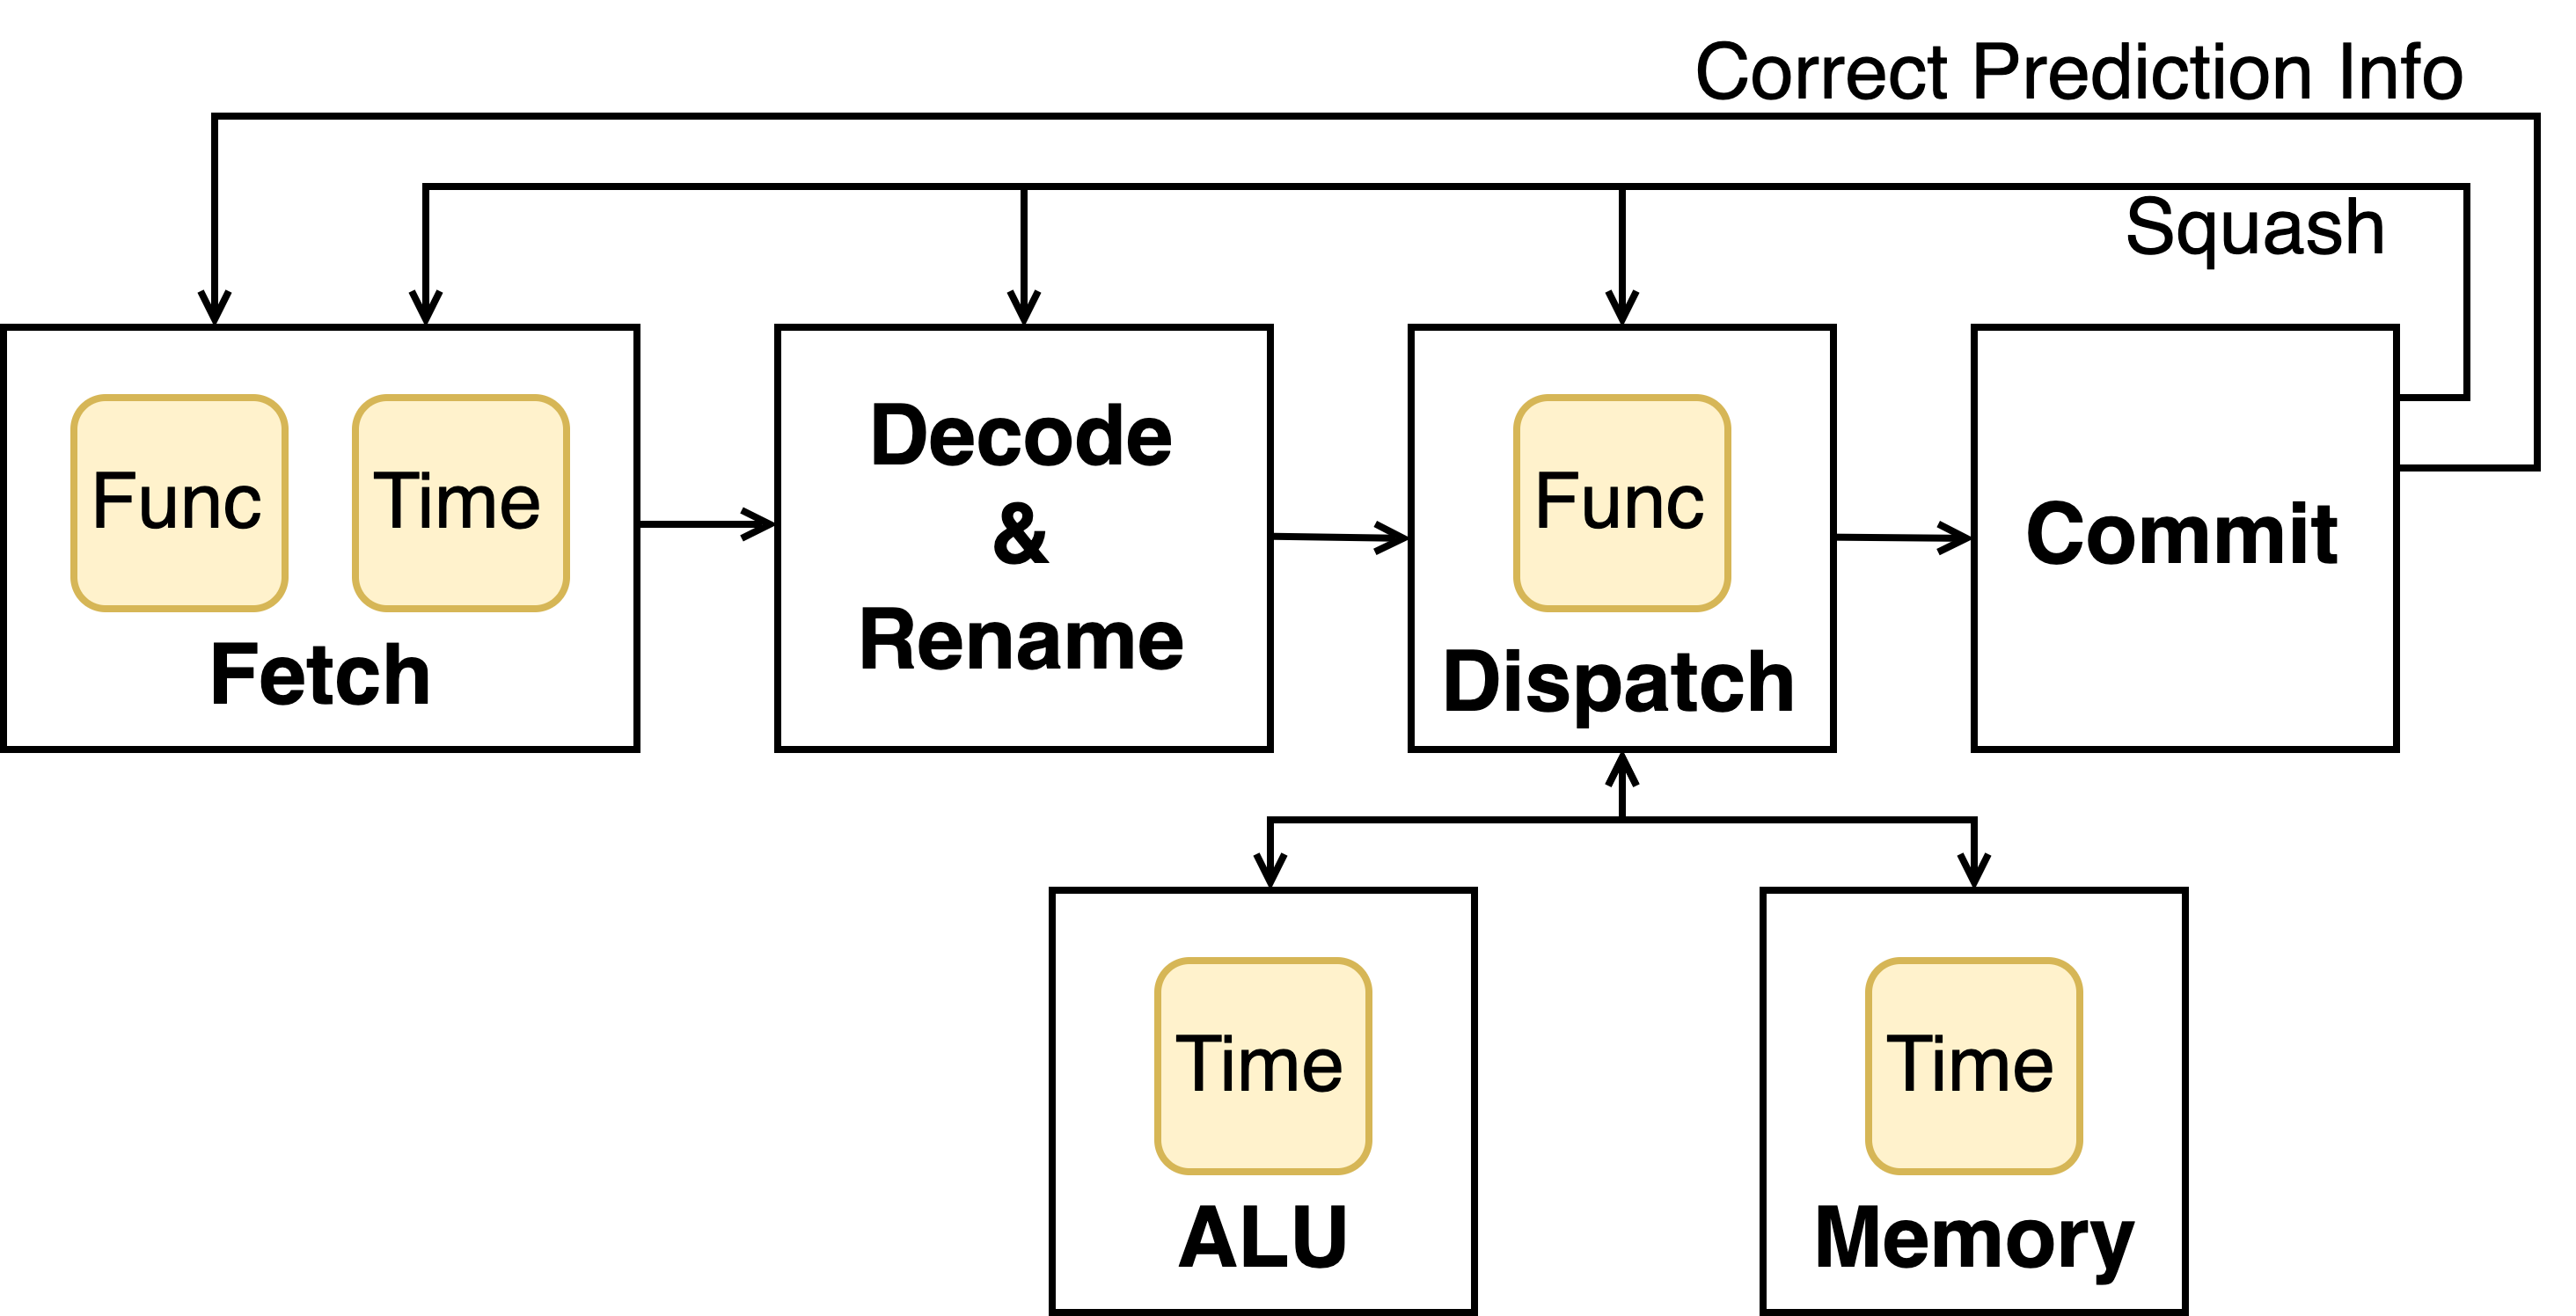 Correct Prediction Info
Squash
Func
Time
Fetch
Decode
&
Rename
Func
Dispatch
Commit
Time
ALU
Time
Memory